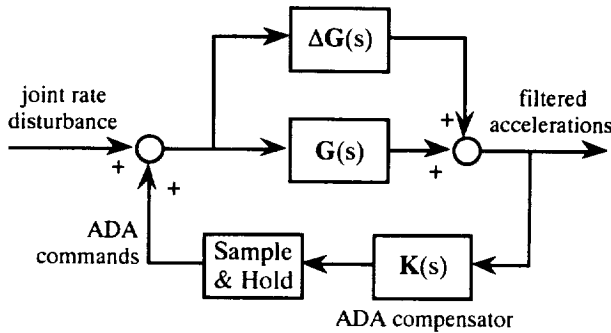 ΔG(s)
joint rate
disturbance
+
+
G(s)
+
+
filtered
accelerations
ADA
commands
Sample
& Hold
K(s)
ADA compensator